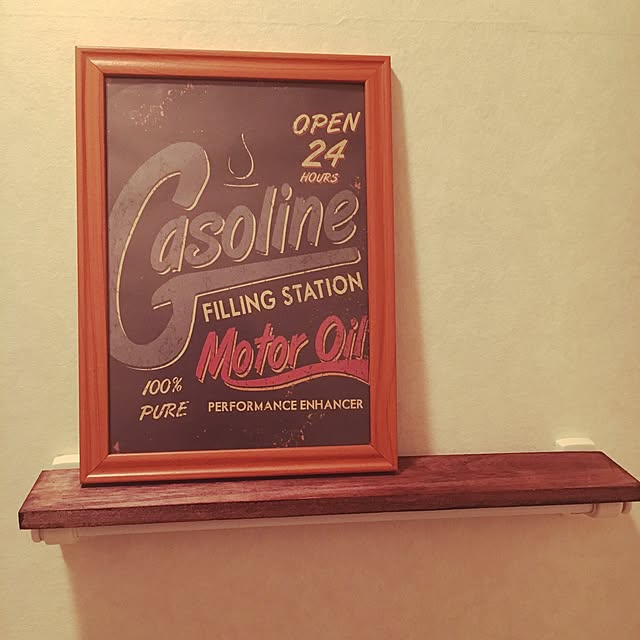 OPEN
24
HOURS
Gasoline
FILLING STATION
Motor Oil
100%
PURE
PERFORMANCE ENHANCER